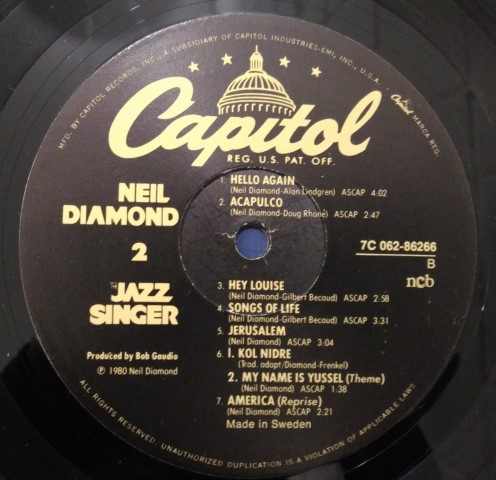 MFD. BY CAPITOL RECORDS, INC., A SUBSIDIARY OF CAPITOL INDUSTRIES-EMI, INC., U.S.A.
Capitol MARCA REG.
Capitol
REG. U.S. PAT. OFF.
NEIL
DIAMOND
2
THE JAZZ
SINGER
Produced by Bob Gaudio
℗ 1980 Neil Diamond
1. HELLO AGAIN
(Neil Diamond-Alan Lindgren) ASCAP 4:02
2. ACAPULCO
(Neil Diamond-Doug Rhone) ASCAP 2:47
7C 062-86266
B
ncb
3. HEY LOUISE
(Neil Diamond-Gilbert Becaud) ASCAP 2:58
4. SONGS OF LIFE
(Neil Diamond-Gilbert Becaud) ASCAP 3:31
5. JERUSALEM
(Neil Diamond) ASCAP 3:04
6. 1. KOL NIDRE
(Trad. adapt/Diamond-Frenkel)
2. MY NAME IS YUSSEL (Theme)
(Neil Diamond) ASCAP 1:38
7. AMERICA (Reprise)
(Neil Diamond) ASCAP 2:21
Made in Sweden
ALL RIGHTS RESERVED. UNAUTHORIZED DUPLICATION IS A VIOLATION OF APPLICABLE LAWS.